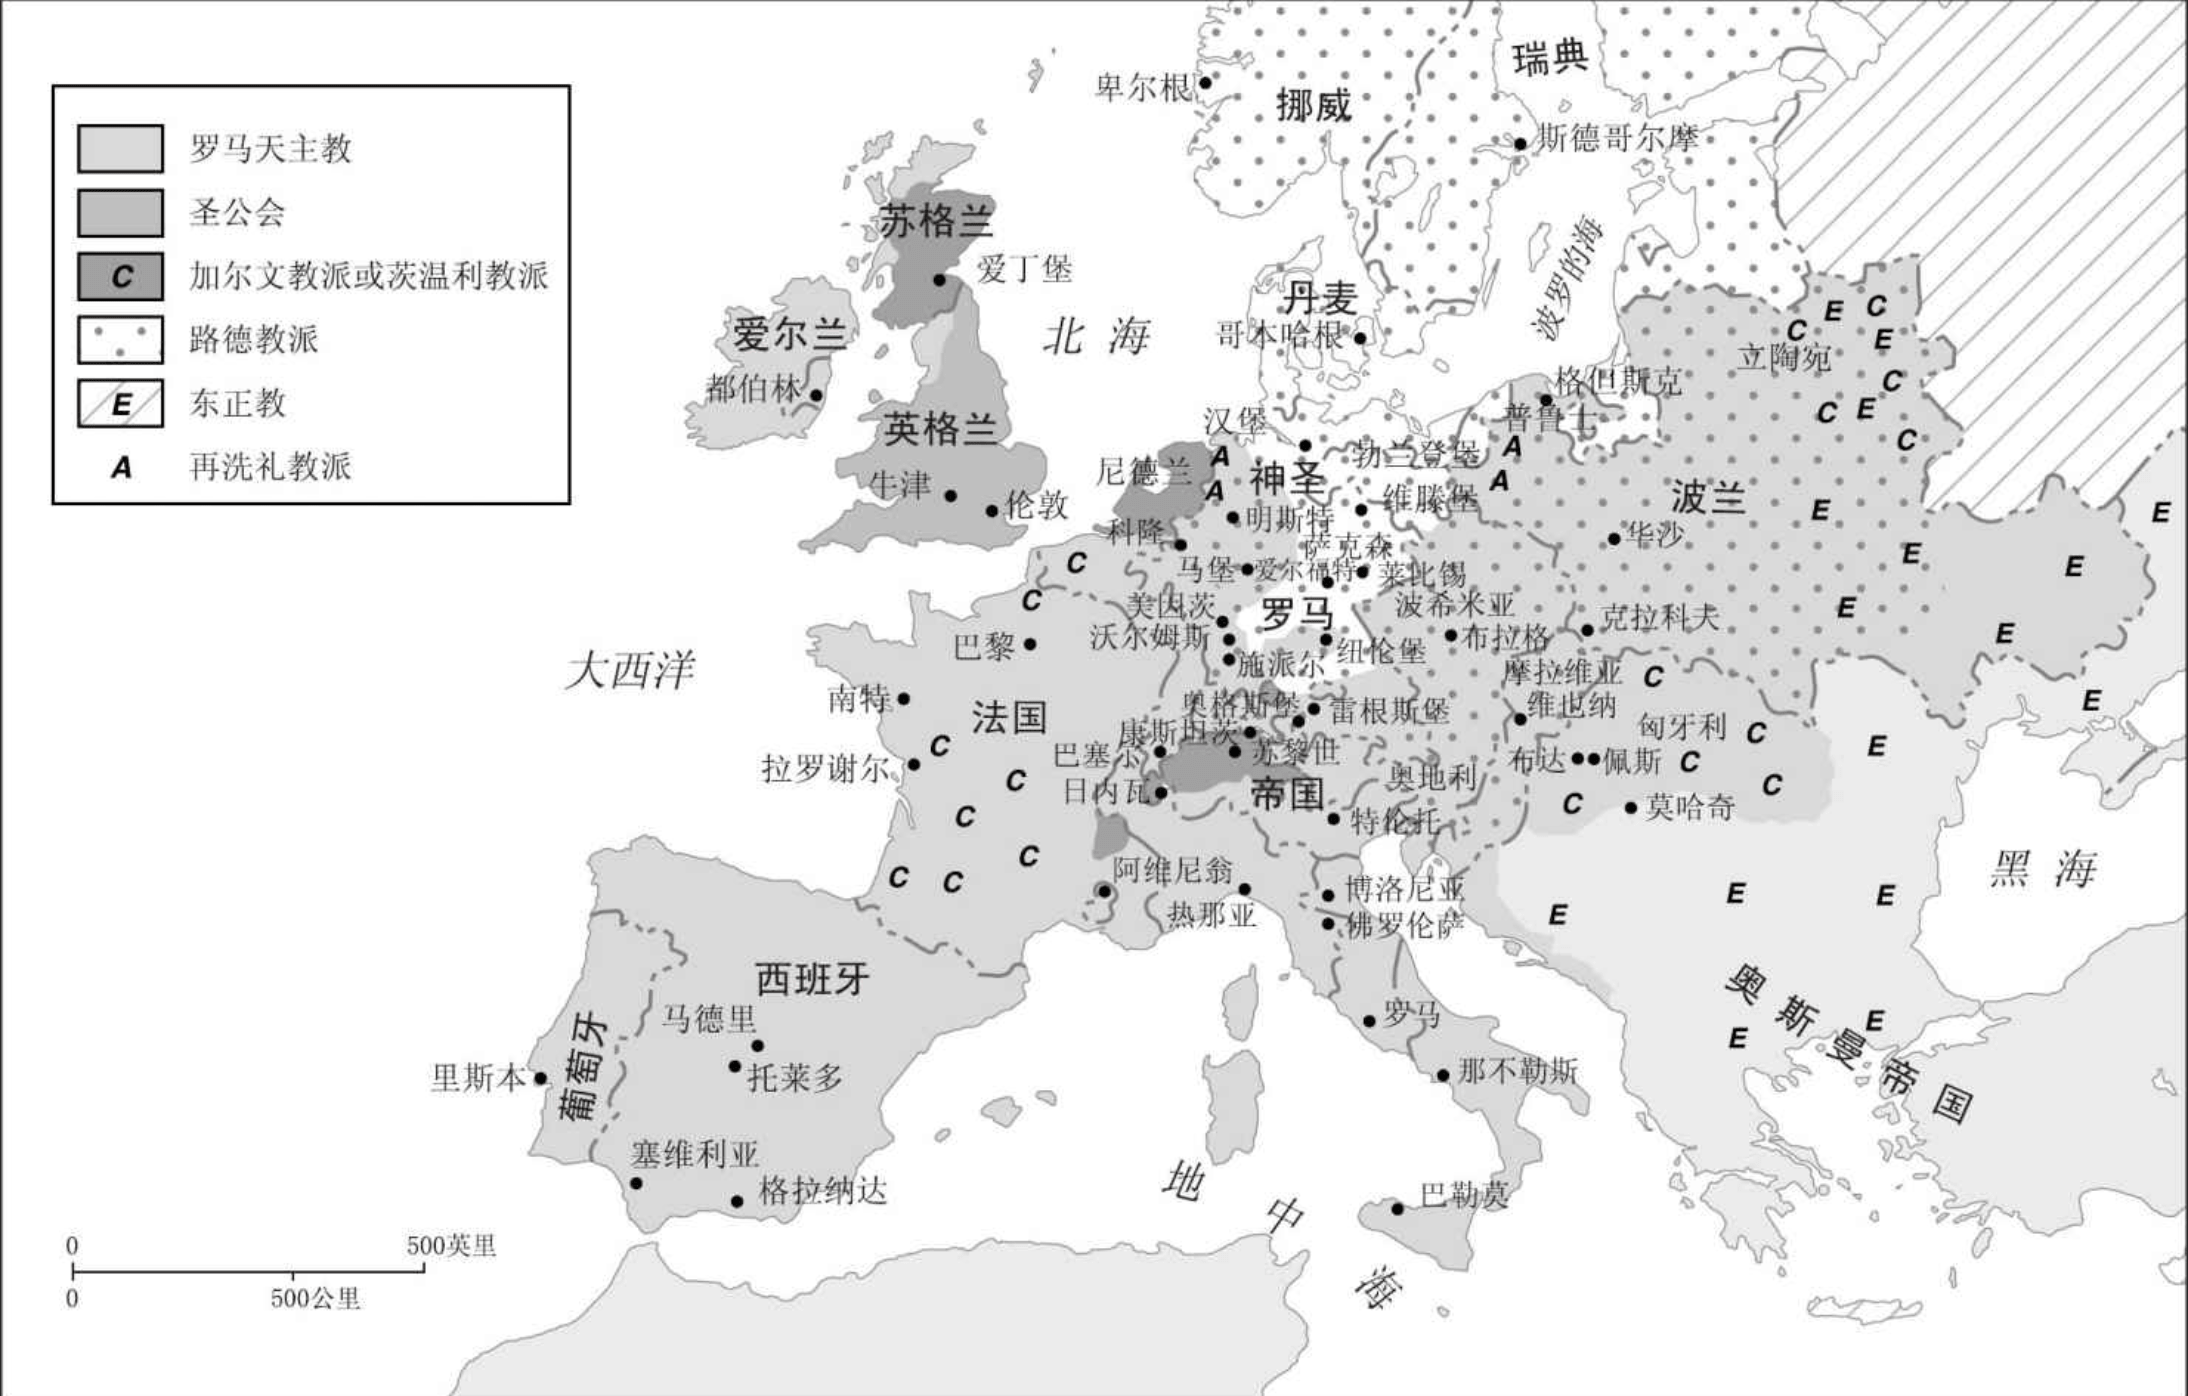 罗马天主教
圣公会
C 加尔文教派或茨温利教派
路德教派
E 东正教
A 再洗礼教派
瑞典
卑尔根
挪威
斯德哥尔摩
苏格兰
爱丁堡
波罗的海
丹麦
哥本哈根
北海
爱尔兰
都伯林
E
C
C
E
立陶宛
C
C
E
C
格但斯克
普鲁士
A
A
汉堡
勃兰登堡
英格兰
牛津
伦敦
尼德兰
A
A
神圣
维滕堡
明斯特
科隆
萨克森
波兰
华沙
E
E
E
E
E
E
E
马堡
爱尔福特
莱比锡
C
C
美因茨
罗马
波希米亚
克拉科夫
沃尔姆斯
布拉格
巴黎
纽伦堡
施派尔
摩拉维亚
C
大西洋
南特
法国
奥格斯堡
雷根斯堡
维也纳
匈牙利
C
E
康斯坦茨
巴塞尔
苏黎世
布达
佩斯
C
拉罗谢尔
C
C
日内瓦
帝国
奥地利
C
C
莫哈奇
C
特伦托
C
C
C
阿维尼翁
热那亚
博洛尼亚
佛罗伦萨
黑海
E
E
E
西班牙
马德里
托莱多
葡萄牙
里斯本
罗马
那不勒斯
E
E
奥斯曼帝国
塞维利亚
格拉纳达
地中海
巴勒莫
0 500英里
0 500公里